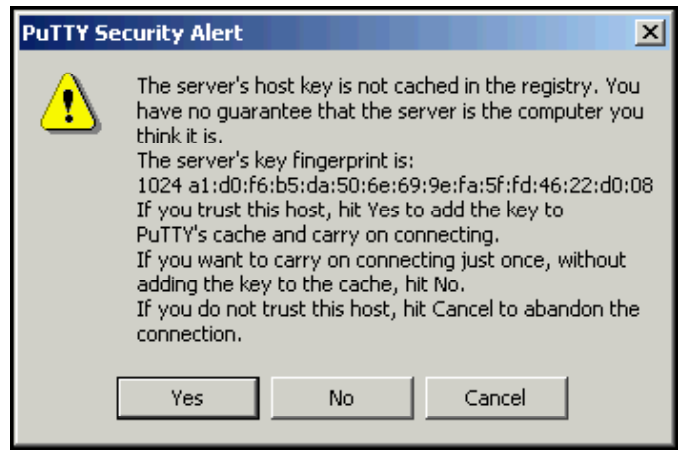 PuTTY Security Alert
The server's host key is not cached in the registry. You
have no guarantee that the server is the computer you
think it is.
The server's key fingerprint is:
1024 a1:d0:f6:b5:da:50:6e:69:9e:fa:5f:fd:46:22:d0:08
If you trust this host, hit Yes to add the key to
PuTTY's cache and carry on connecting.
If you want to carry on connecting just once, without
adding the key to the cache, hit No.
If you do not trust this host, hit Cancel to abandon the
connection.
Yes No Cancel